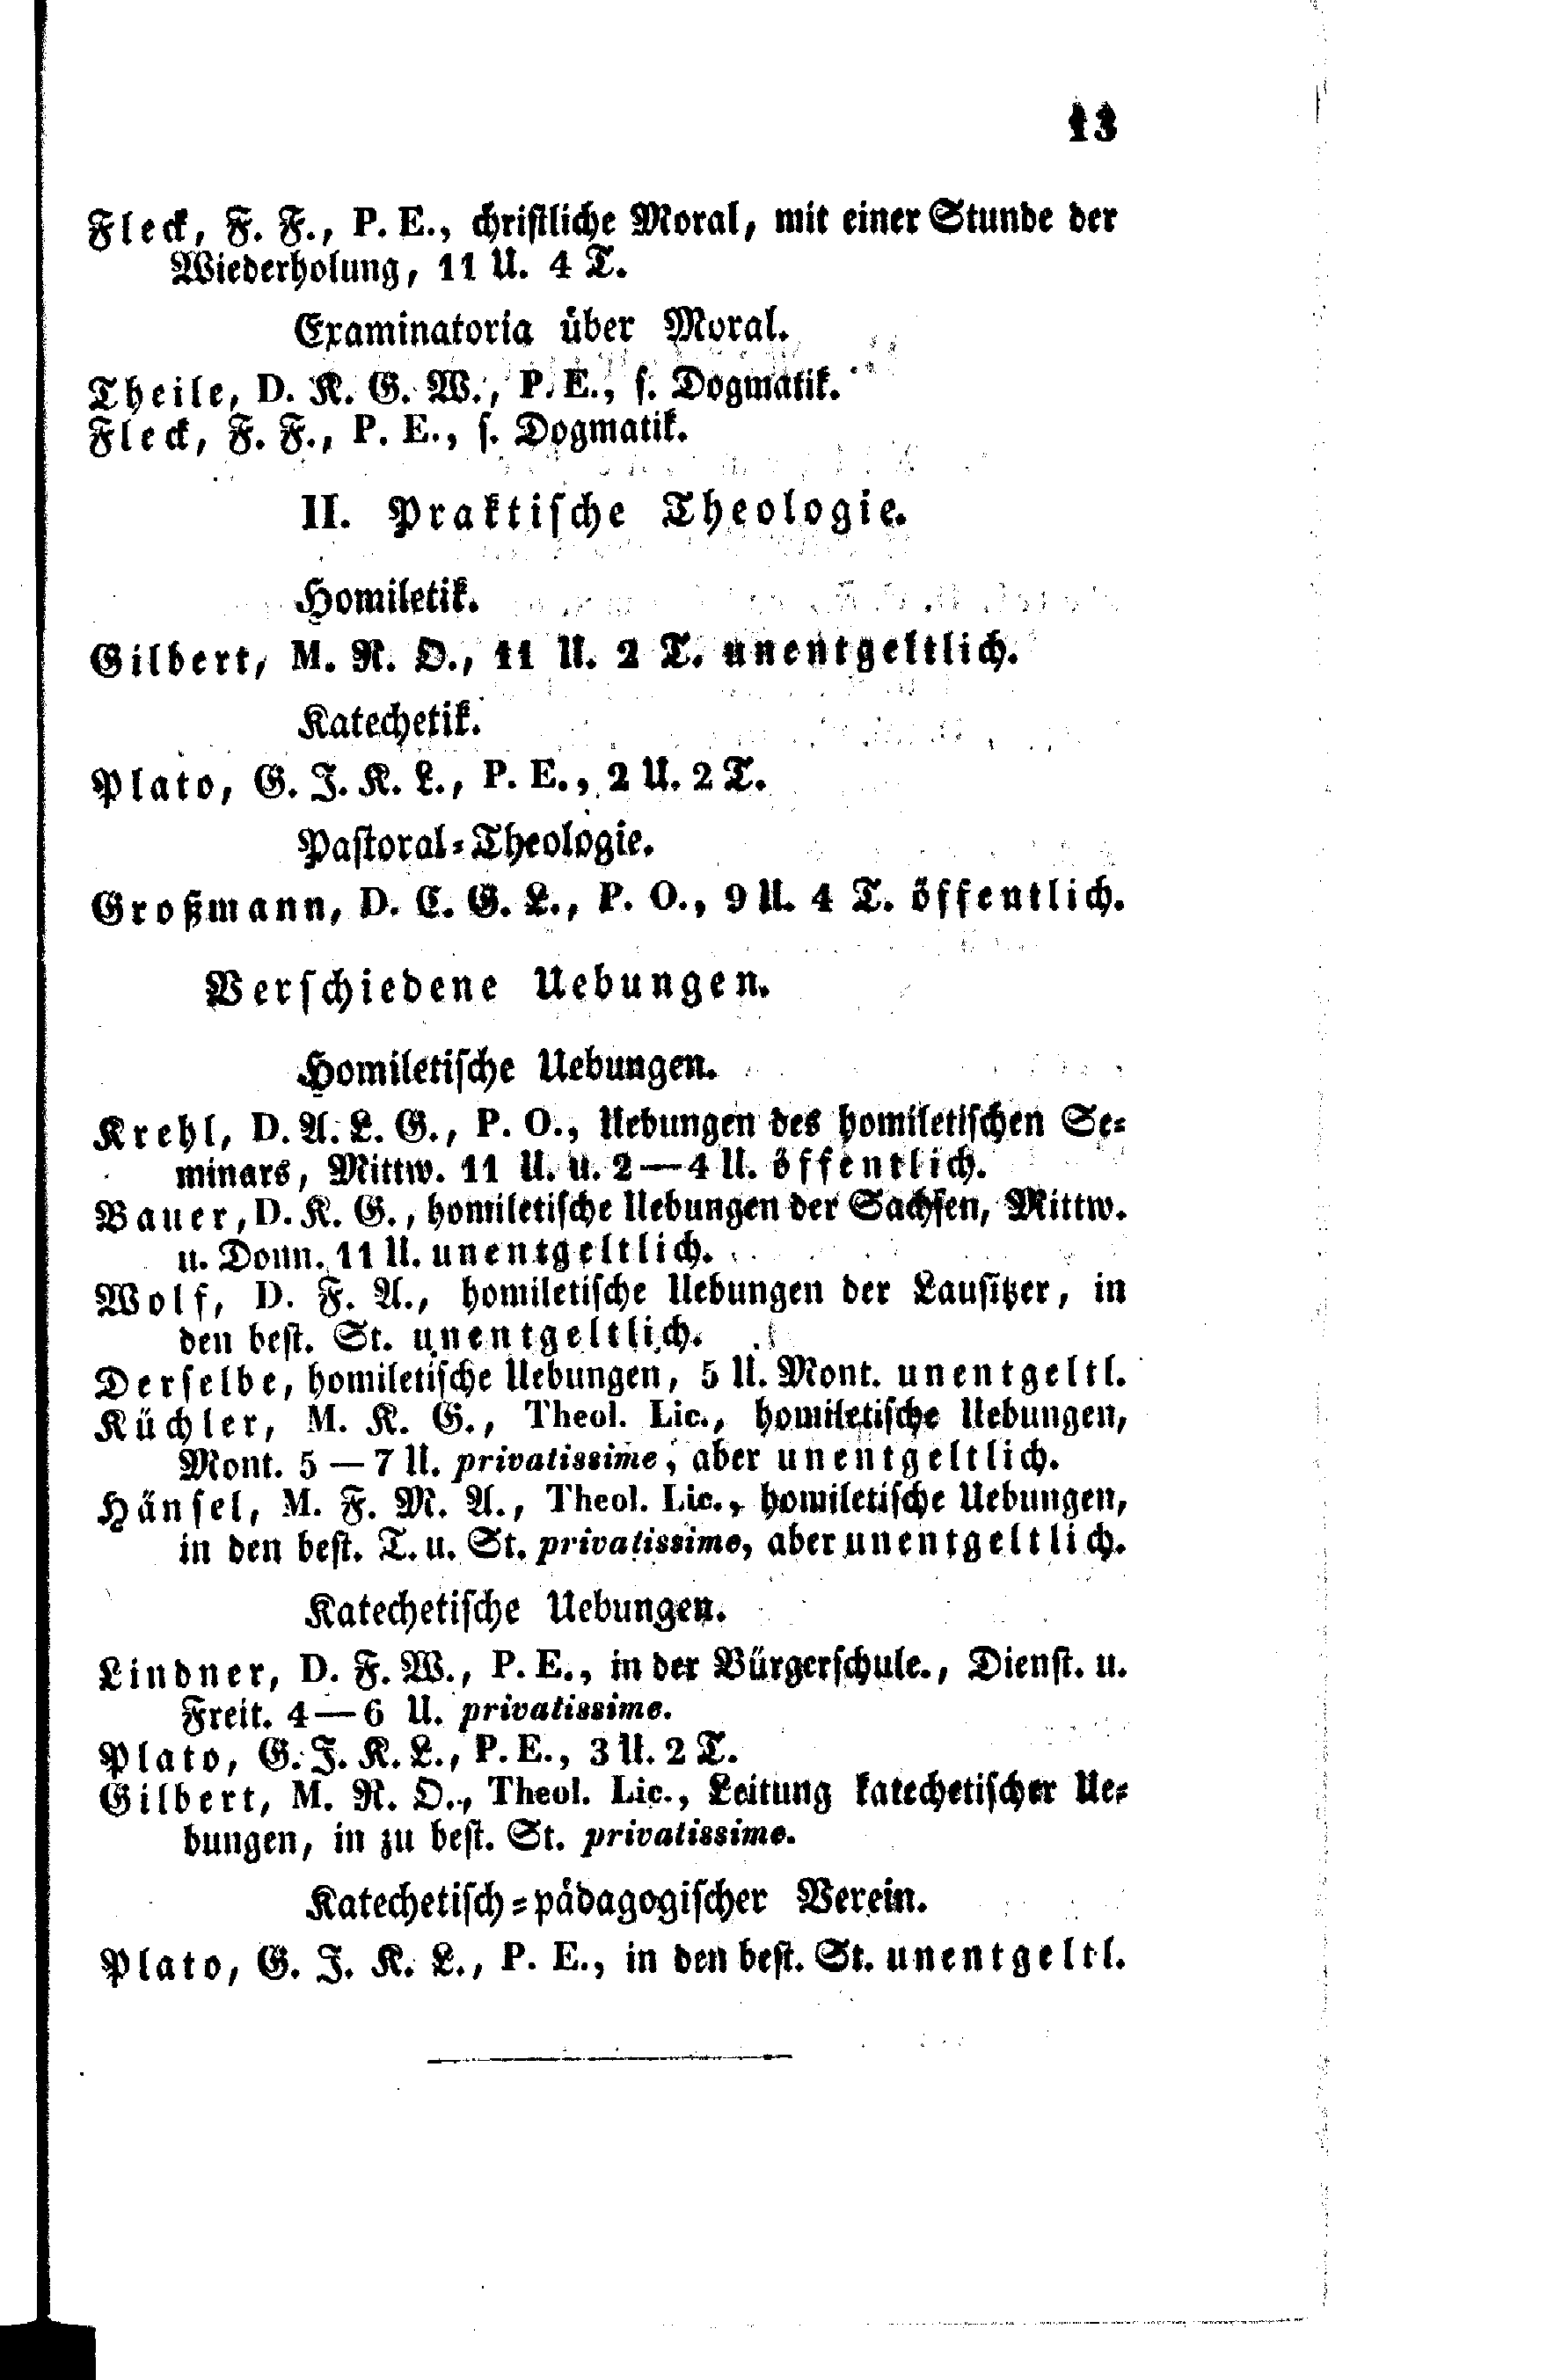 13
Fleck, F. F., P. E., christliche Moral, mit einer Stunde der
Wiederholung, 11 U. 4 T.
Examinatoria über Moral.
Theile, D. K. G. W., P. E., s. Dogmatik.
Fleck, F. F., P. E., s. Dogmatik.
II. Praktische Theologie.
Homiletik.
Gilbert, M. R. O., 11 U. 2 T. unentgeltlich.
Katechetik.
Plato, G. J. K. L., P. E., 2 U. 2 T.
Pastoral-Theologie.
Großmann, D. C. G. L., P. O., 9 U. 4 T. öffentlich.
Verschiedene Uebungen.
Homiletische Uebungen.
Krehl, D. A. L. G., P. O., Uebungen des homiletischen Se-
minars, Mittw. 11 U. u. 2—4 U. öffentlich.
Bauer, D. K. G., homiletische Uebungen der Sachsen, Mittw.
u. Donn. 11 U. unentgeltlich.
Wolf, D. F. A., homiletische Uebungen der Lausitzer, in
den best. St. unentgeltlich.
Derselbe, homiletische Uebungen, 5 U. Mont. unentgeltl.
Küchler, M. K. G., Theol. Lic., homiletische Uebungen,
Mont. 5—7 U. privatissime, aber unentgeltlich.
Hänsel, M. F. M. A., Theol. Lic., homiletische Uebungen,
in den best. T. u. St. privatissime, aber unentgeltlich.
Katechetische Uebungen.
Lindner, D. F. W., P. E., in der Bürgerschule., Dienst. u.
Freit. 4—6 U. privatissime.
Plato, G. J. K. L., P. E., 3 U. 2 T.
Gilbert, M. R. O., Theol. Lic., Leitung katechetischer Ue-
bungen, in zu best. St. privatissime.
Katechetisch-pädagogischer Verein.
Plato, G. J. K. L., P. E., in den best. St. unentgeltl.